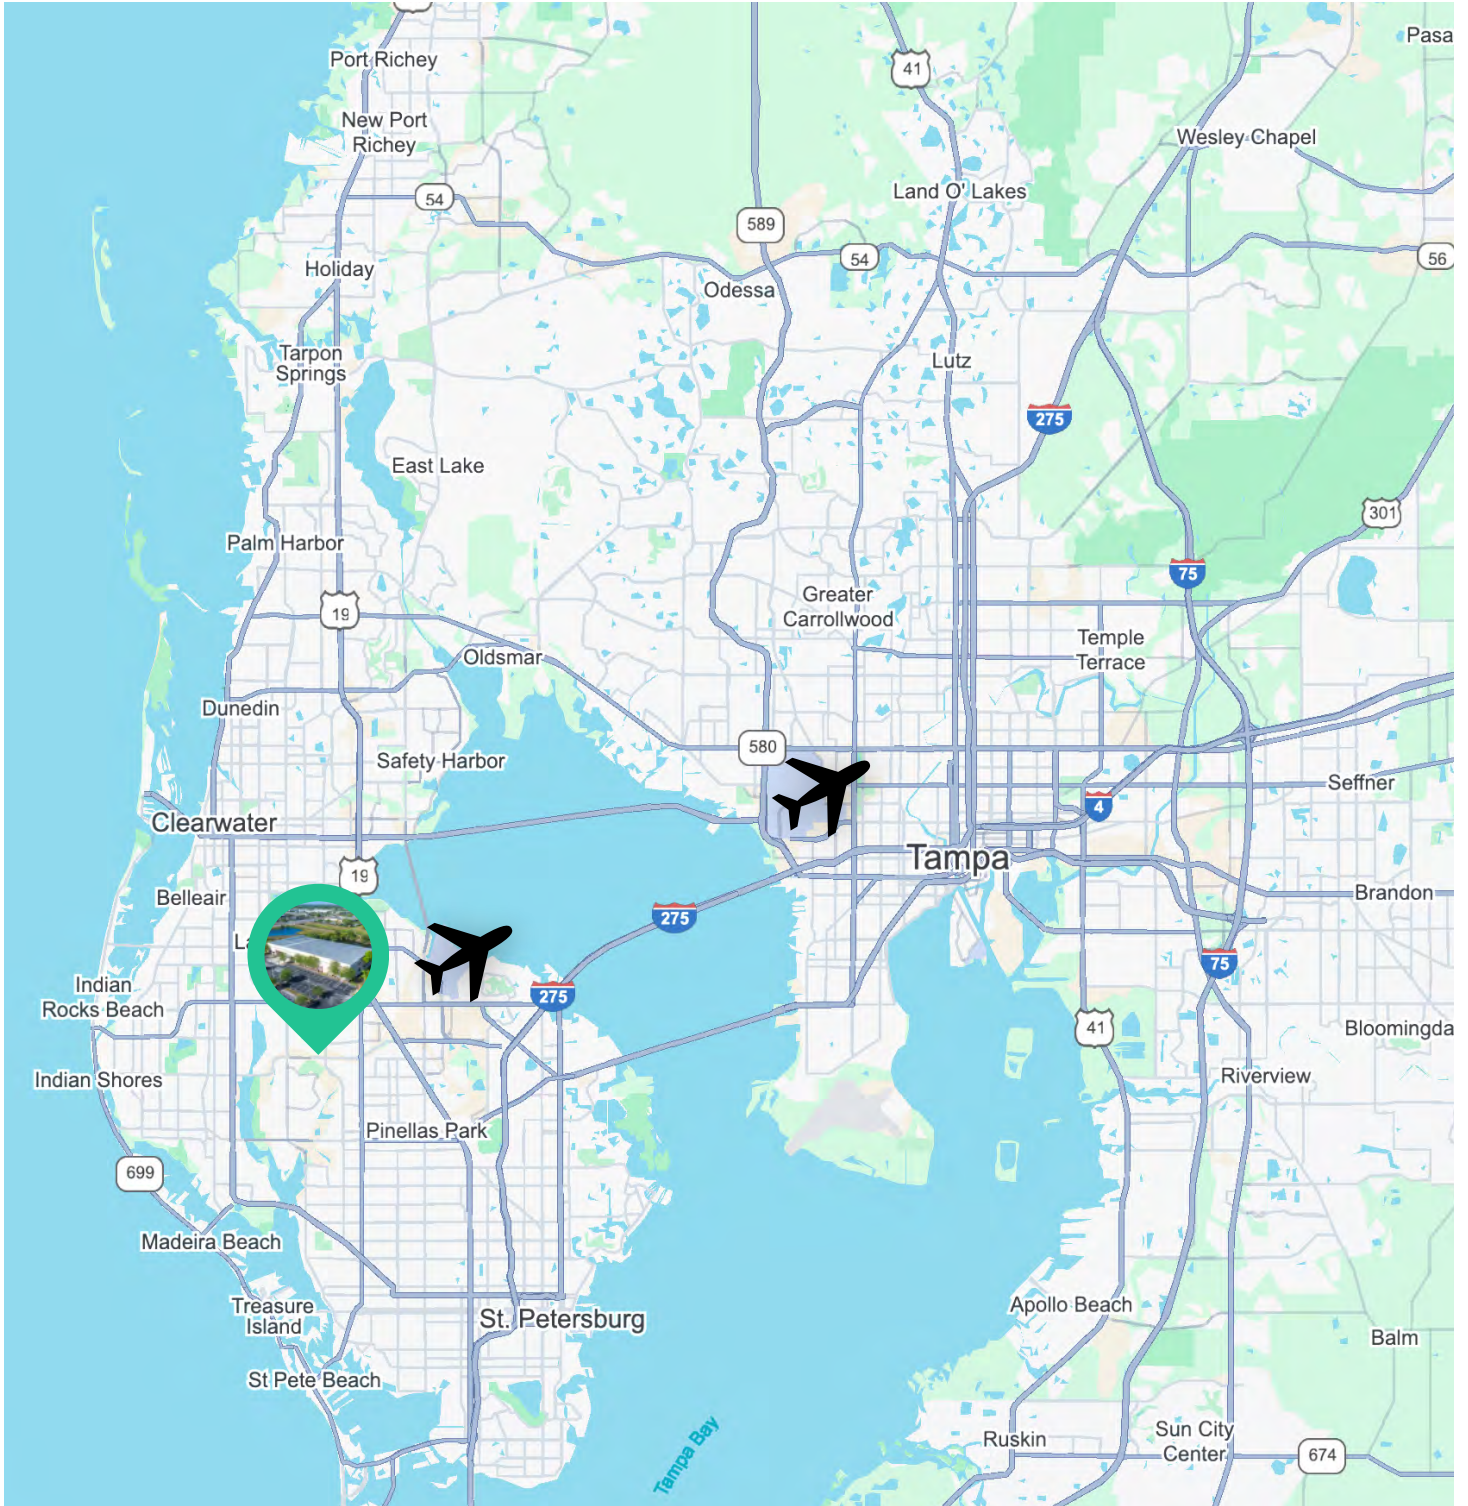 Port Richey
Pasa
41
New Port
Richey
Wesley Chapel
54
Land O' Lakes
589
54
56
Holiday
Odessa
Tarpon
Springs
Lutz
275
East Lake
301
Palm Harbor
75
19
Greater
Carrollwood
Temple
Terrace
Oldsmar
Dunedin
580
Safety Harbor
Seffner
4
Clearwater
Tampa
19
Belleair
Brandon
275
La
75
Indian
Rocks Beach
275
41
Bloomingda
Indian Shores
Riverview
Pinellas Park
699
Madeira Beach
Treasure
Island
St. Petersburg
Apollo Beach
Balm
St Pete Beach
Tampa Bay
Ruskin
Sun City
Center
674